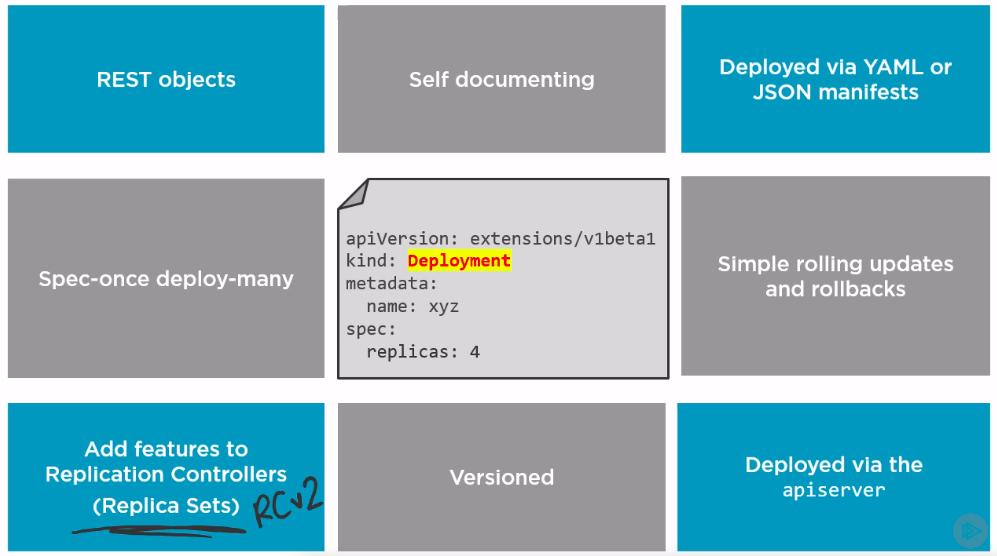 REST objects
Self documenting
Deployed via YAML or
JSON manifests
Spec-once deploy-many
apiVersion: extensions/v1beta1
kind: Deployment
metadata:
  name: xyz
spec:
  replicas: 4
Simple rolling updates
and rollbacks
Add features to
Replication Controllers
(Replica Sets) RCv2
Versioned
Deployed via the
apiserver